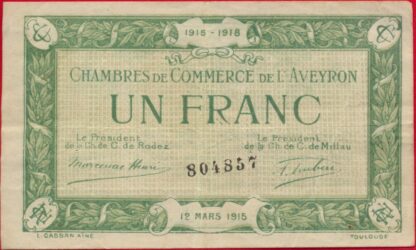 1915 - 1918
CHAMBRES DE COMMERCE DE L'AVEYRON
UN FRANC
Le Président
de la Ch. de C. de Rodez
Le Président
de la Ch. de C. de Millau
804857
12 MARS 1915
L. CASSAN AINÉ
TOULOUSE